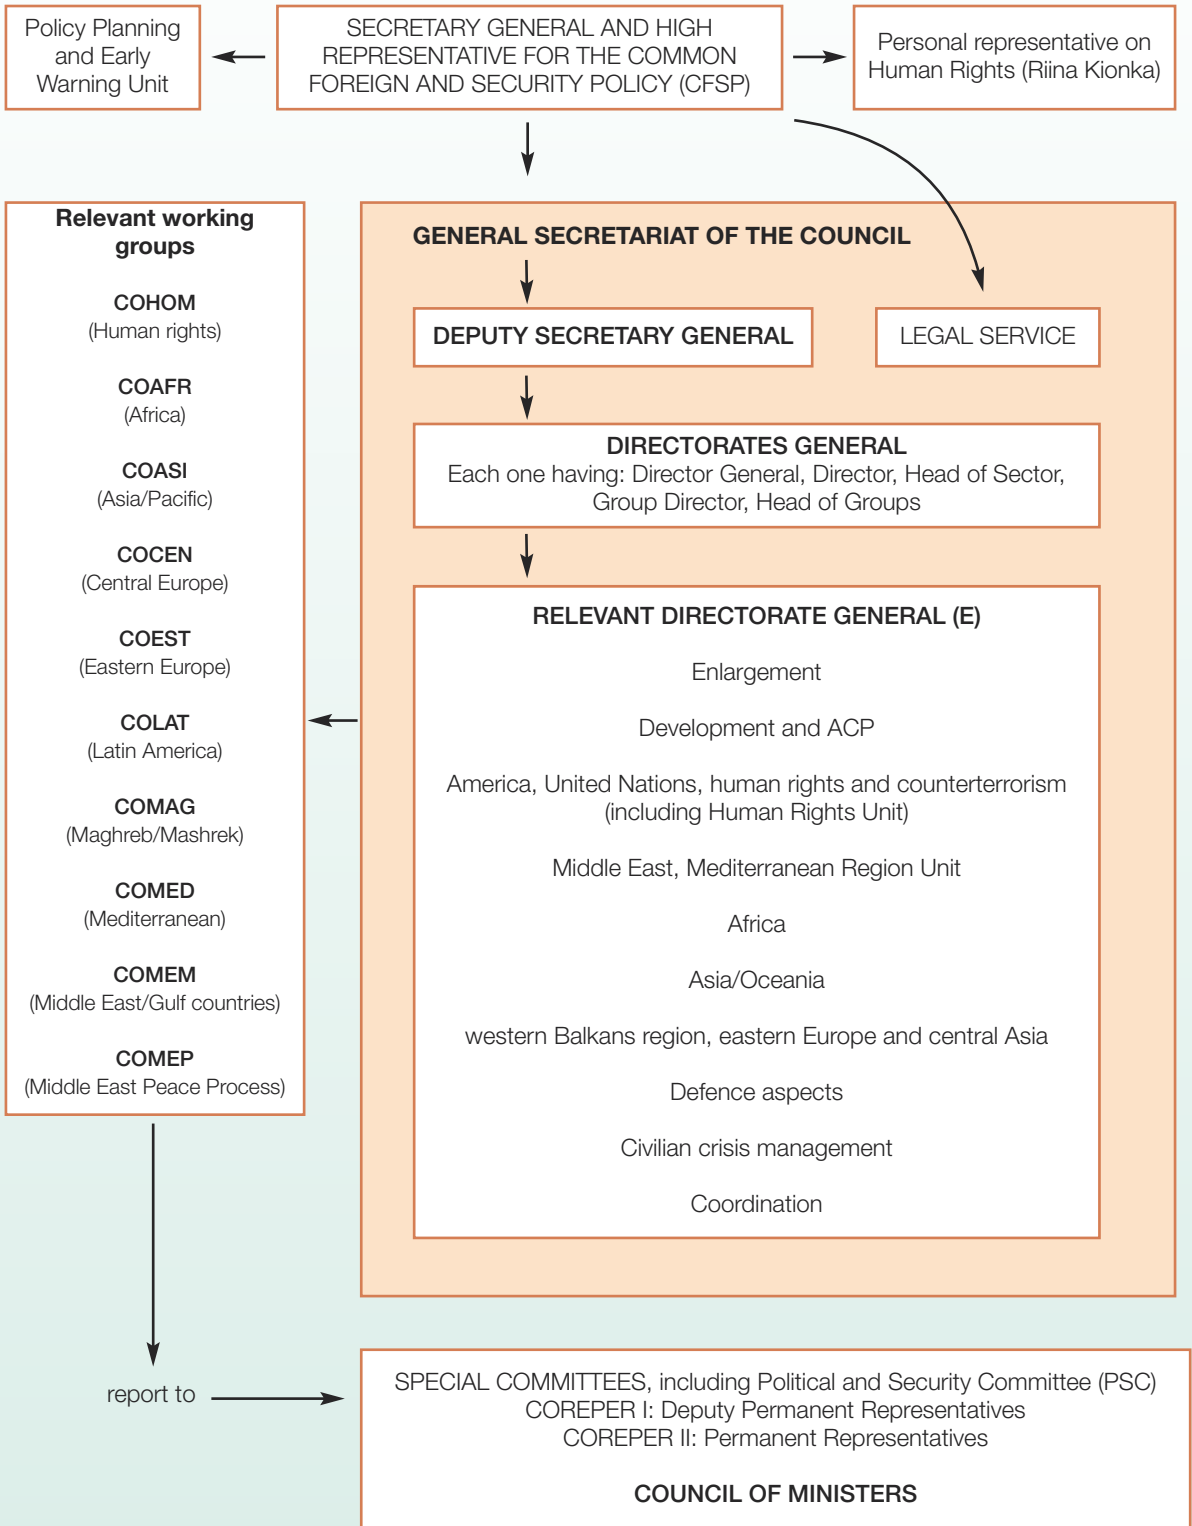 Policy Planning
and Early
Warning Unit
SECRETARY GENERAL AND HIGH
REPRESENTATIVE FOR THE COMMON
FOREIGN AND SECURITY POLICY (CFSP)
Personal representative on
Human Rights (Riina Kionka)
Relevant working
groups
COHOM
(Human rights)
COAFR
(Africa)
COASI
(Asia/Pacific)
COCEN
(Central Europe)
COEST
(Eastern Europe)
COLAT
(Latin America)
COMAG
(Maghreb/Mashrek)
COMED
(Mediterranean)
COMEM
(Middle East/Gulf countries)
COMEP
(Middle East Peace Process)
GENERAL SECRETARIAT OF THE COUNCIL
DEPUTY SECRETARY GENERAL
LEGAL SERVICE
DIRECTORATES GENERAL
Each one having: Director General, Director, Head of Sector,
Group Director, Head of Groups
RELEVANT DIRECTORATE GENERAL (E)
Enlargement
Development and ACP
America, United Nations, human rights and counterterrorism
(including Human Rights Unit)
Middle East, Mediterranean Region Unit
Africa
Asia/Oceania
western Balkans region, eastern Europe and central Asia
Defence aspects
Civilian crisis management
Coordination
report to
SPECIAL COMMITTEES, including Political and Security Committee (PSC)
COREPER I: Deputy Permanent Representatives
COREPER II: Permanent Representatives
COUNCIL OF MINISTERS